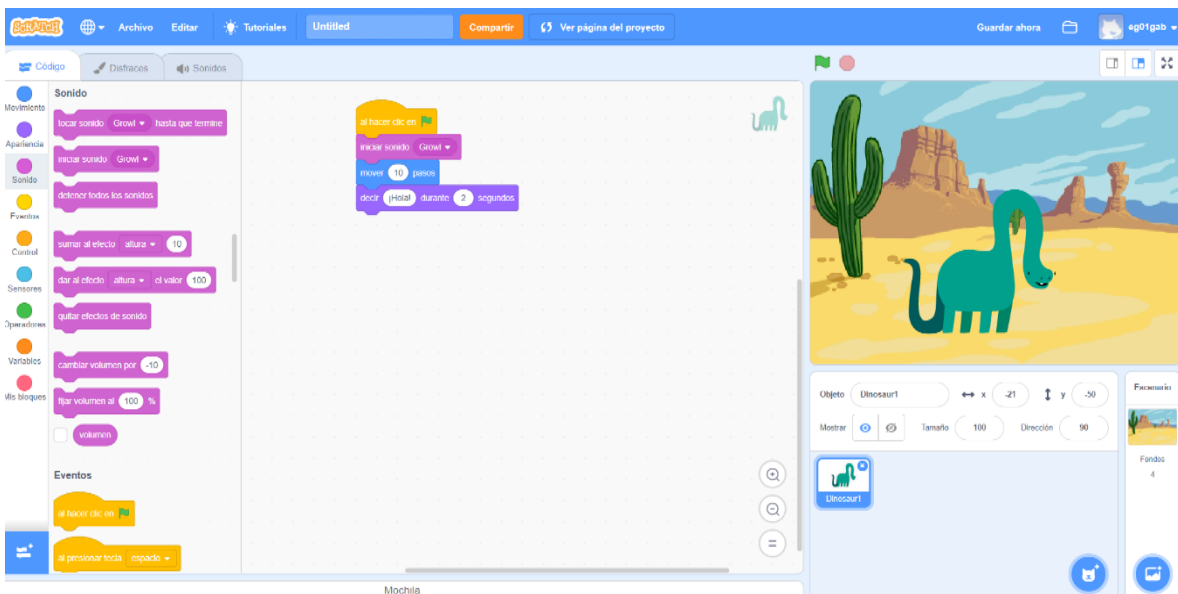 SCRATCH Archivo Editar Tutoriales Untitled Compartir Ver página del proyecto Guardar ahora eg01gab
Código Disfraces Sonidos
Movimiento
Apariencia
Sonido
Eventos
Control
Sensores
Operadores
Variables
Mis bloques
Sonido
tocar sonido Growl hasta que termine
iniciar sonido Growl
detener todos los sonidos
sumar al efecto altura 10
dar al efecto altura el valor 100
quitar efectos de sonido
cambiar volumen por -10
fijar volumen al 100 %
volumen
Eventos
al hacer clic en
al presionar tecla espacio
al hacer clic en
iniciar sonido Growl
mover 10 pasos
decir ¡Hola! durante 2 segundos
Objeto Dinosaur1 x -21 y -50
Mostrar Tamaño 100 Dirección 90
Dinosaur1
Escenario
Fondos
4
Mochila